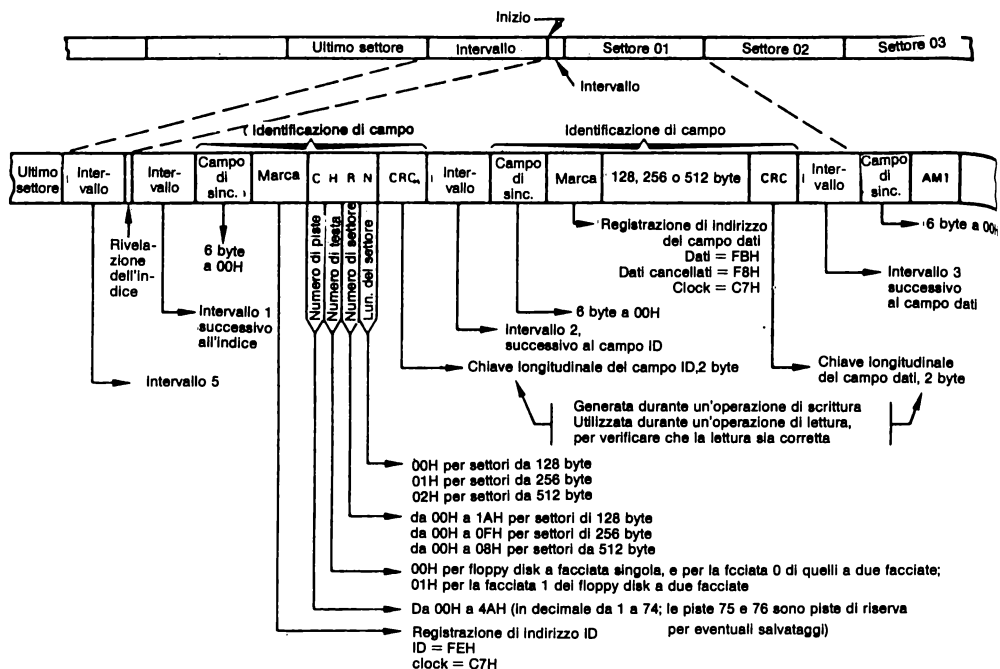 Inizio
Ultimo settore Intervallo Settore 01 Settore 02 Settore 03
Intervallo
Identificazione di campo Identificazione di campo
Ultimo settore Inter- vallo Inter- vallo Campo di sinc. Marca C H R N CRC Inter- vallo Campo di sinc. Marca 128, 256 o 512 byte CRC Inter- vallo Campo di sinc. AM1
Rivela-
zione
dell'in-
dice
6 byte
a 00H
Numero di piste
Numero di testa
Numero di settore
Lun. del settore
Registrazione di indirizzo
del campo dati
Dati = FBH
Dati cancellati = F8H
Clock = C7H
6 byte a 00H
Intervallo 3
successivo
al campo dati
Intervallo 1
successivo
all'indice
6 byte a 00H
Intervallo 2,
successivo al campo ID
Intervallo 5
Chiave longitudinale del campo ID,2 byte
Chiave longitudinale
del campo dati, 2 byte
Generata durante un'operazione di scrittura
Utilizzata durante un'operazione di lettura,
per verificare che la lettura sia corretta
00H per settori da 128 byte
01H per settori da 256 byte
02H per settori da 512 byte
da 00H a 1AH per settori di 128 byte
da 00H a 0FH per settori di 256 byte
da 00H a 08H per settori da 512 byte
00H per floppy disk a facciata singola, e per la fcciata 0 di quelli a due facciate;
01H per la facciata 1 dei floppy disk a due facciate
Da 00H a 4AH (in decimale da 1 a 74; le piste 75 e 76 sono piste di riserva
per eventuali salvataggi)
Registrazione di indirizzo ID
ID = FEH
clock = C7H